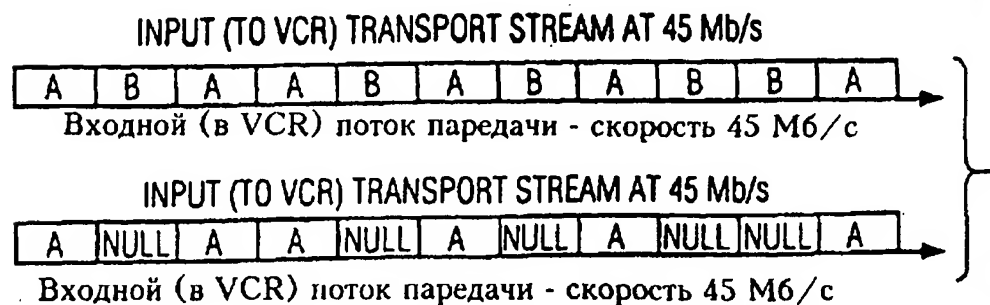 INPUT (TO VCR) TRANSPORT STREAM AT 45 Mb/s
A B A A B A B A B B A
Входной (в VCR) поток паредачи - скорость 45 Мб/с
INPUT (TO VCR) TRANSPORT STREAM AT 45 Mb/s
A NULL A A NULL A NULL A NULL NULL A
Входной (в VCR) поток паредачи - скорость 45 Мб/с